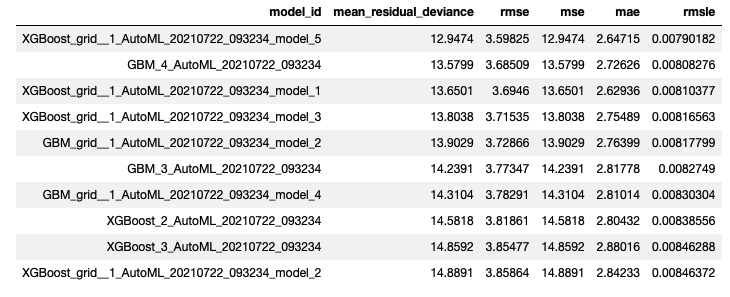 model_id mean_residual_deviance rmse mse mae rmsle
XGBoost_grid__1_AutoML_20210722_093234_model_5 12.9474 3.59825 12.9474 2.64715 0.00790182
GBM_4_AutoML_20210722_093234 13.5799 3.68509 13.5799 2.72626 0.00808276
XGBoost_grid__1_AutoML_20210722_093234_model_1 13.6501 3.6946 13.6501 2.62936 0.00810377
XGBoost_grid__1_AutoML_20210722_093234_model_3 13.8038 3.71535 13.8038 2.75489 0.00816563
GBM_grid__1_AutoML_20210722_093234_model_2 13.9029 3.72866 13.9029 2.76399 0.00817799
GBM_3_AutoML_20210722_093234 14.2391 3.77347 14.2391 2.81778 0.0082749
GBM_grid__1_AutoML_20210722_093234_model_4 14.3104 3.78291 14.3104 2.81014 0.00830304
XGBoost_2_AutoML_20210722_093234 14.5818 3.81861 14.5818 2.80432 0.00838556
XGBoost_3_AutoML_20210722_093234 14.8592 3.85477 14.8592 2.88016 0.00846288
XGBoost_grid__1_AutoML_20210722_093234_model_2 14.8891 3.85864 14.8891 2.84233 0.00846372